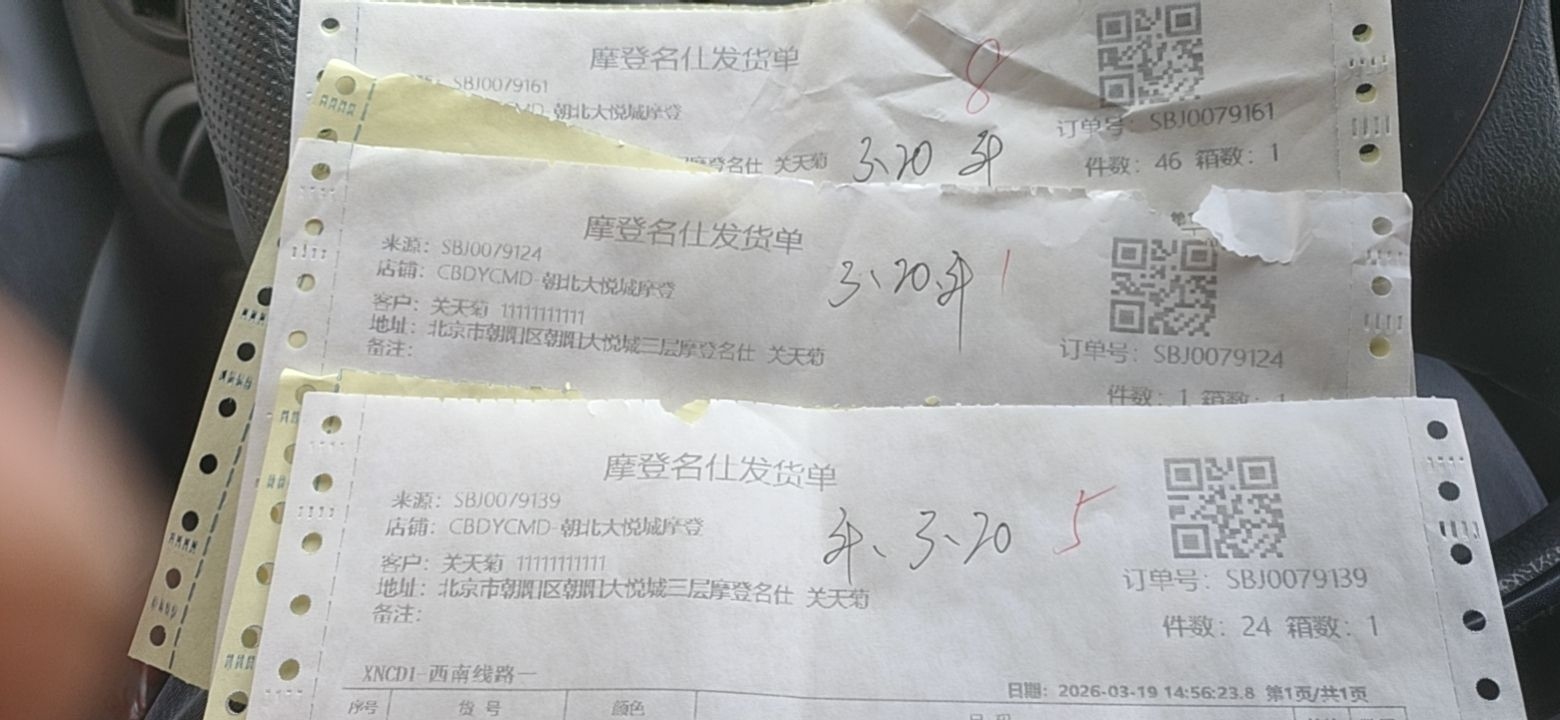 摩登名仕发货单
8
SBJ0079161
CMD-朝北大悦城摩登
订单号: SBJ0079161
摩登名仕 关天菊
3、20
件数: 46 箱数: 1
摩登名仕发货单
来源: SBJ0079124
店铺: CBDYCMD-朝北大悦城摩登
3、20
1
客户: 关天菊 11111111111
地址: 北京市朝阳区朝阳大悦城三层摩登名仕 关天菊
备注:
订单号: SBJ0079124
件数: 1 箱数: 1
摩登名仕发货单
来源: SBJ0079139
店铺: CBDYCMD-朝北大悦城摩登
3、20
5
客户: 关天菊 11111111111
地址: 北京市朝阳区朝阳大悦城三层摩登名仕 关天菊
备注:
订单号: SBJ0079139
件数: 24 箱数: 1
XNCD1-西南线路一
日期: 2026-03-19 14:56:23.8 第1页/共1页
序号 货号 颜色